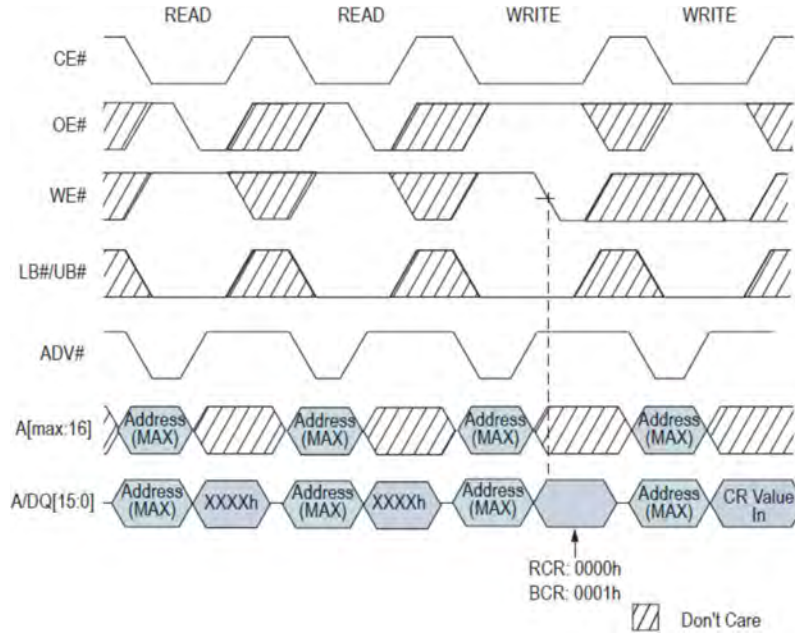 READ READ WRITE WRITE
CE#
OE#
WE#
LB#/UB#
ADV#
A[max:16] Address (MAX) Address (MAX) Address (MAX) Address (MAX)
A/DQ[15:0] Address (MAX) XXXXh Address (MAX) XXXXh Address (MAX) Address (MAX) CR Value In
RCR: 0000h
BCR: 0001h
Don't Care